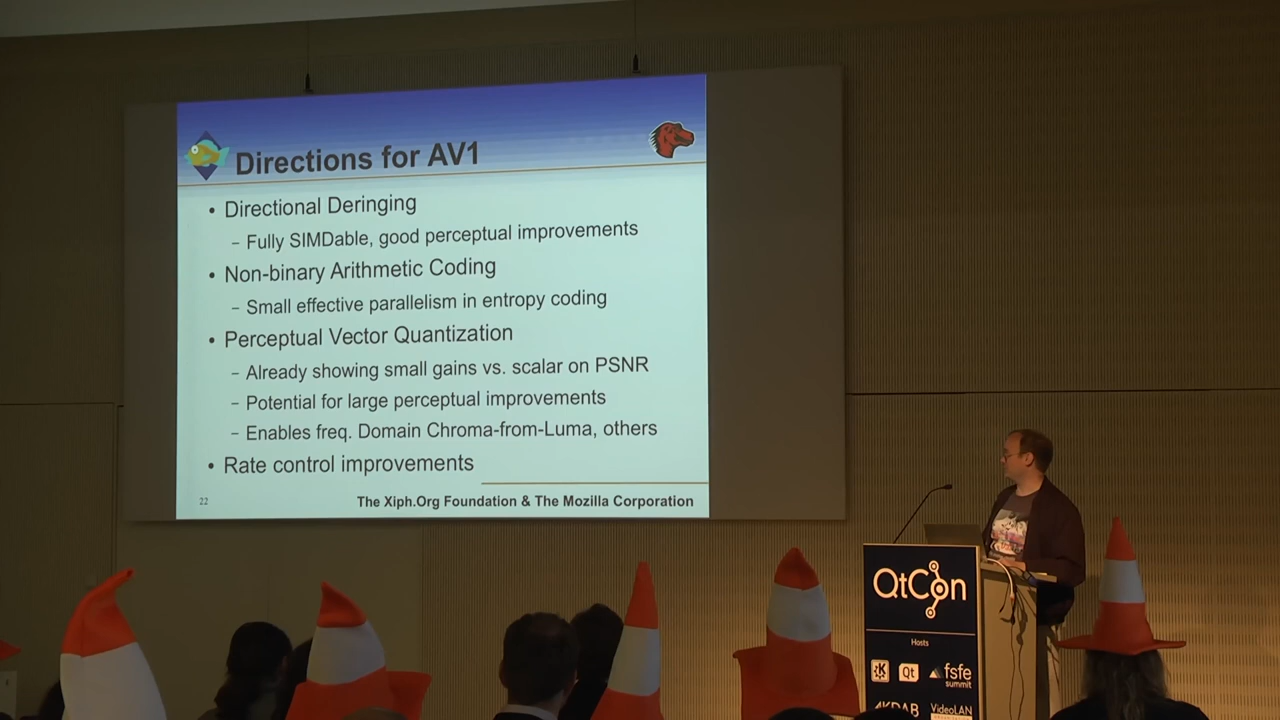 Directions for AV1
• Directional Deringing
– Fully SIMDable, good perceptual improvements
• Non-binary Arithmetic Coding
– Small effective parallelism in entropy coding
• Perceptual Vector Quantization
– Already showing small gains vs. scalar on PSNR
– Potential for large perceptual improvements
– Enables freq. Domain Chroma-from-Luma, others
• Rate control improvements
22
The Xiph.Org Foundation & The Mozilla Corporation
QtCon
Hosts
Qt
fsfe
summit
KDAB
VideoLAN